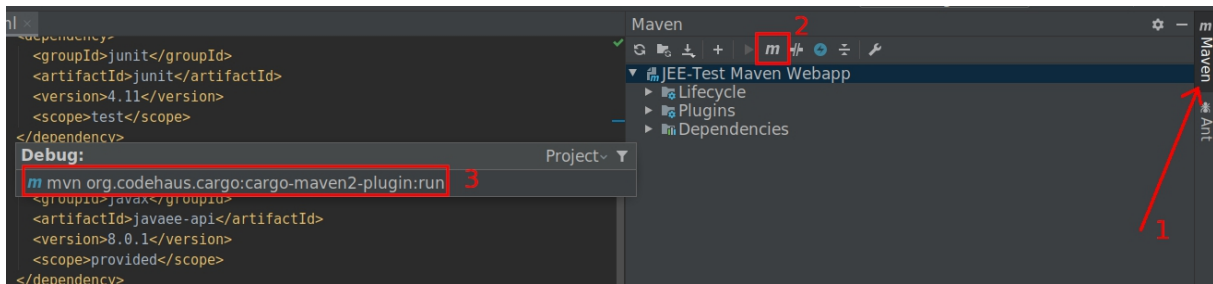 ml
<dependency>
<groupId>junit</groupId>
<artifactId>junit</artifactId>
<version>4.11</version>
<scope>test</scope>
</dependency>
Debug:
Project
m mvn org.codehaus.cargo:cargo-maven2-plugin:run
3
<groupId>javax</groupId>
<artifactId>javaee-api</artifactId>
<version>8.0.1</version>
<scope>provided</scope>
</dependency>
Maven
2
m
JEE-Test Maven Webapp
Lifecycle
Plugins
Dependencies
m
Maven
Ant
1